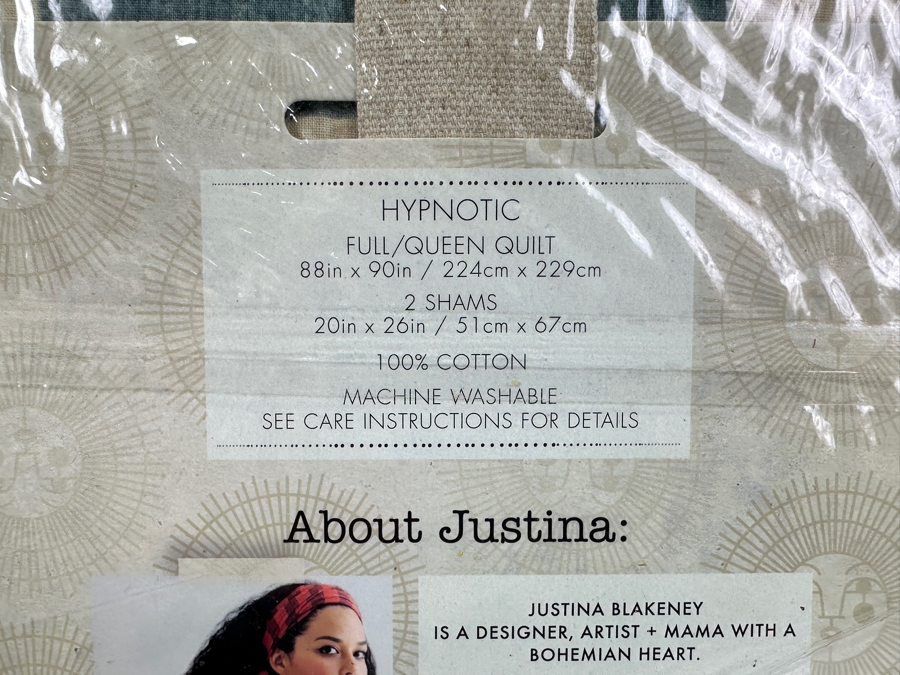 HYPNOTIC
FULL/QUEEN QUILT
88in x 90in / 224cm x 229cm
2 SHAMS
20in x 26in / 51cm x 67cm
100% COTTON
MACHINE WASHABLE
SEE CARE INSTRUCTIONS FOR DETAILS
About Justina:
JUSTINA BLAKENEY
IS A DESIGNER, ARTIST + MAMA WITH A
BOHEMIAN HEART.